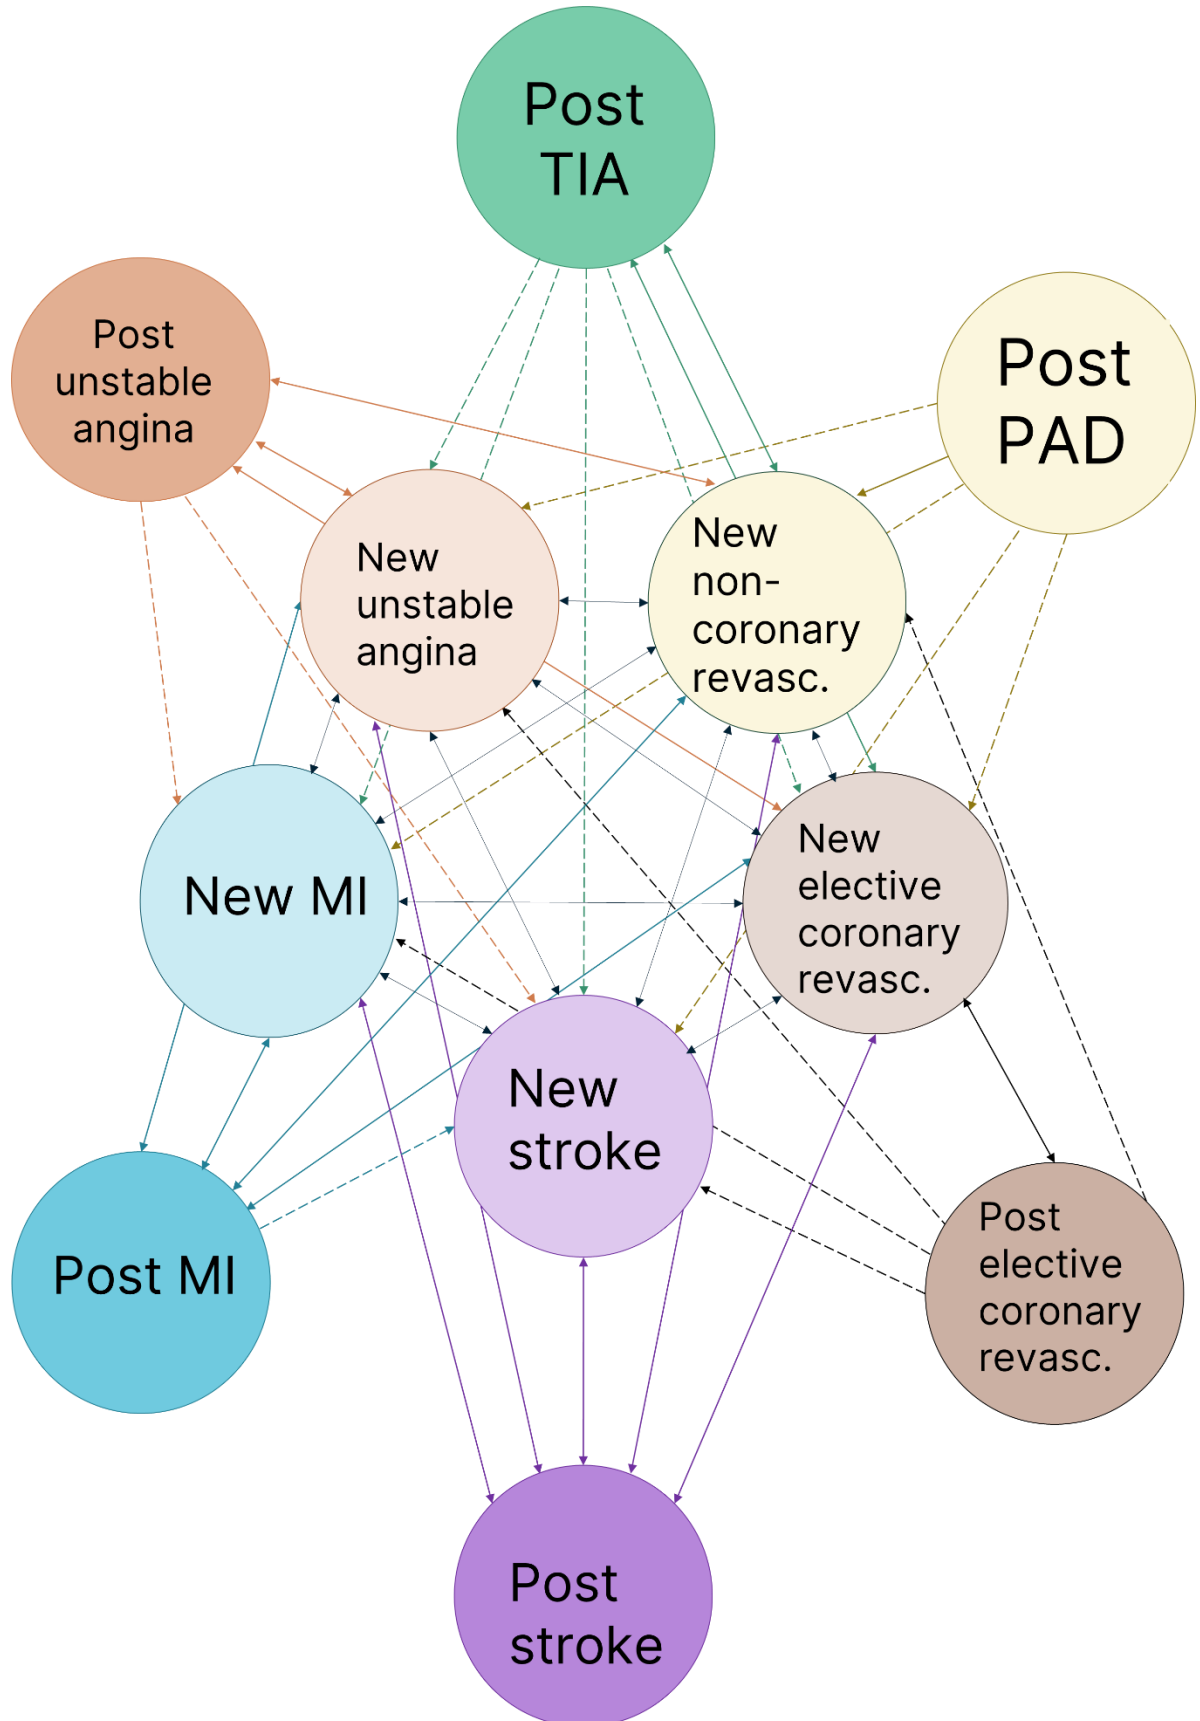 Post
TIA
Post
unstable
angina
Post
PAD
New
unstable
angina
New
non-
coronary
revasc.
New MI
New
elective
coronary
revasc.
New
stroke
Post MI
Post
elective
coronary
revasc.
Post
stroke